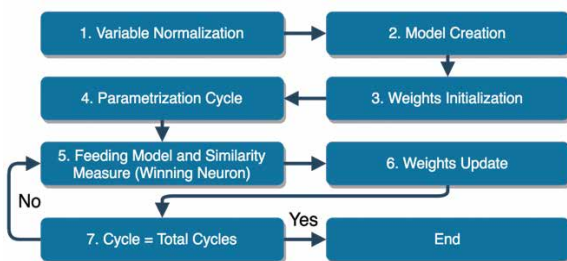 1. Variable Normalization
2. Model Creation
4. Parametrization Cycle
3. Weights Initialization
5. Feeding Model and Similarity
Measure (Winning Neuron)
6. Weights Update
No
7. Cycle = Total Cycles
Yes
End